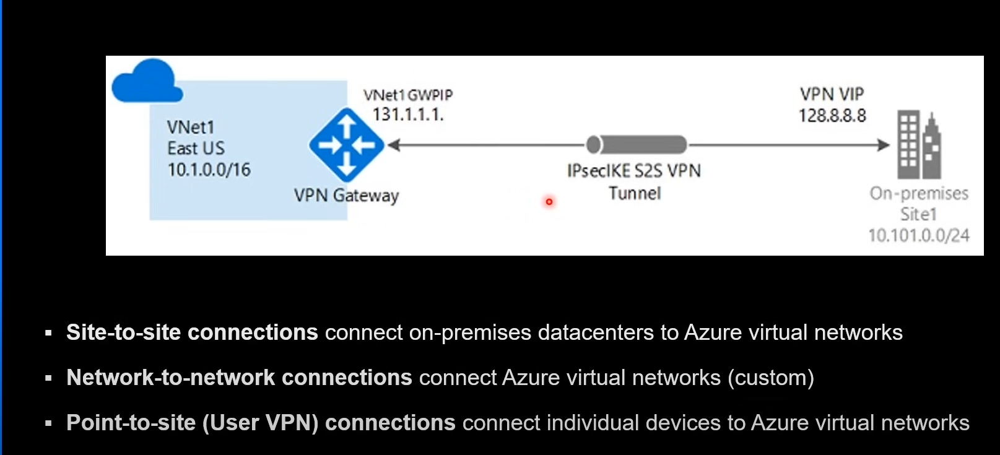 VNet1GWPIP
131.1.1.1.
VPN VIP
128.8.8.8
VNet1
East US
10.1.0.0/16
VPN Gateway
IPsecIKE S2S VPN
Tunnel
On-premises
Site1
10.101.0.0/24
▪ Site-to-site connections connect on-premises datacenters to Azure virtual networks
▪ Network-to-network connections connect Azure virtual networks (custom)
▪ Point-to-site (User VPN) connections connect individual devices to Azure virtual networks